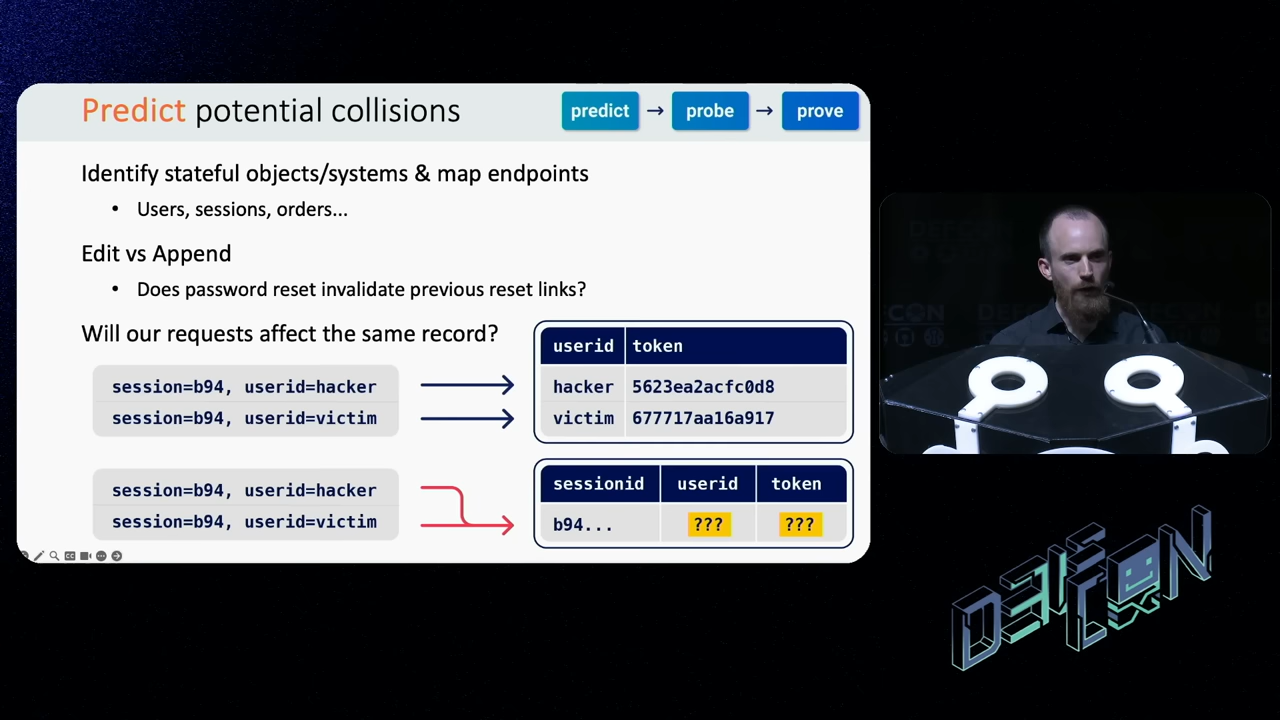 Predict potential collisions
predict → probe → prove
Identify stateful objects/systems & map endpoints
• Users, sessions, orders...
Edit vs Append
• Does password reset invalidate previous reset links?
Will our requests affect the same record?
userid token
session=b94, userid=hacker
hacker 5623ea2acfc0d8
session=b94, userid=victim
victim 677717aa16a917
sessionid userid token
session=b94, userid=hacker
session=b94, userid=victim
b94... ??? ???
DEFCON